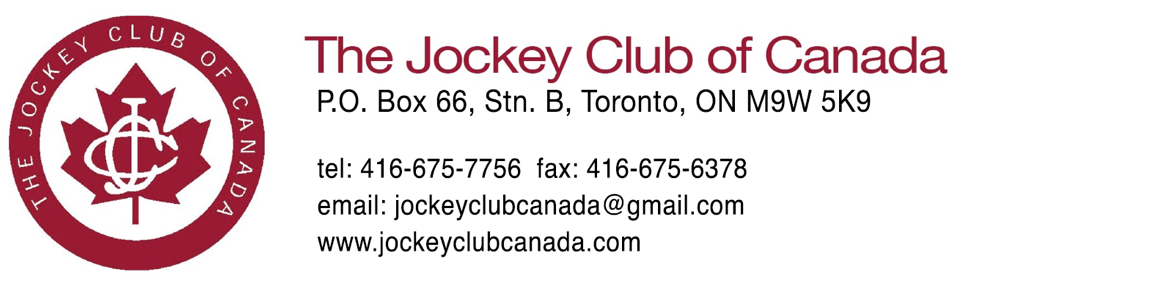 THE JOCKEY CLUB OF CANADA
JCC
The Jockey Club of Canada
P.O. Box 66, Stn. B, Toronto, ON M9W 5K9
tel: 416-675-7756  fax: 416-675-6378
email: jockeyclubcanada@gmail.com
www.jockeyclubcanada.com